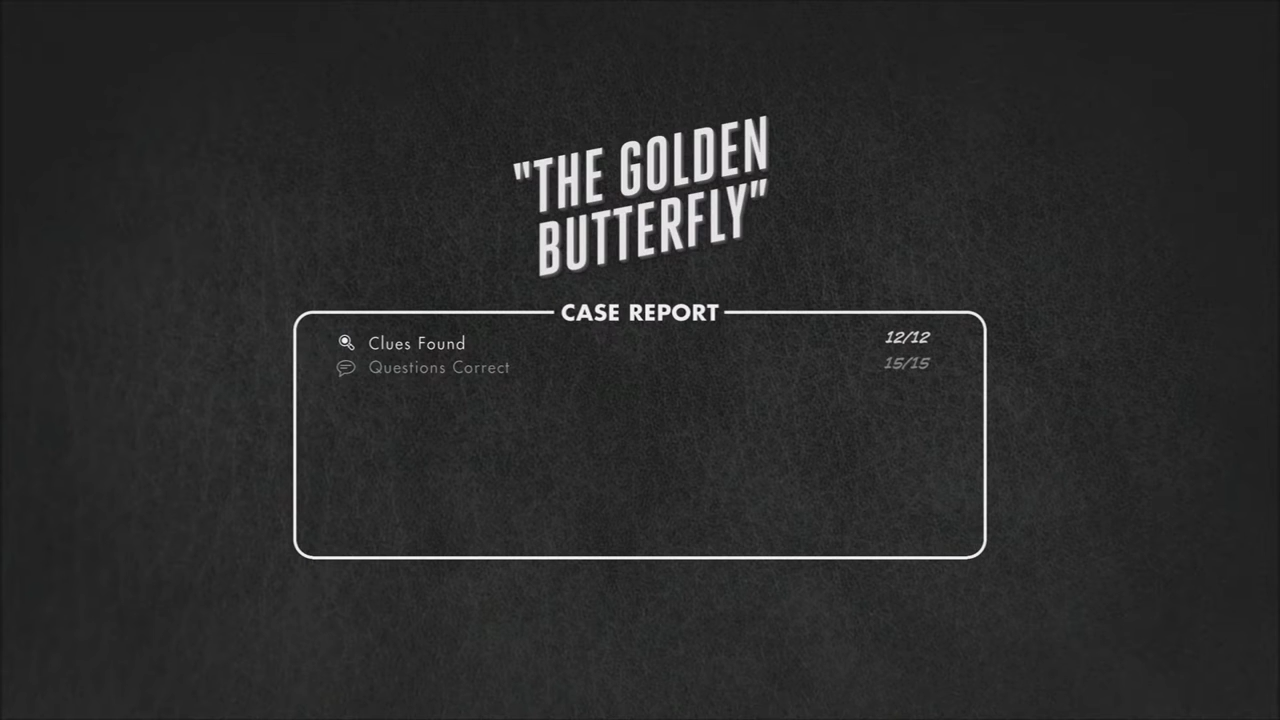 "THE GOLDEN
BUTTERFLY"
CASE REPORT
Clues Found 12/12
Questions Correct 15/15